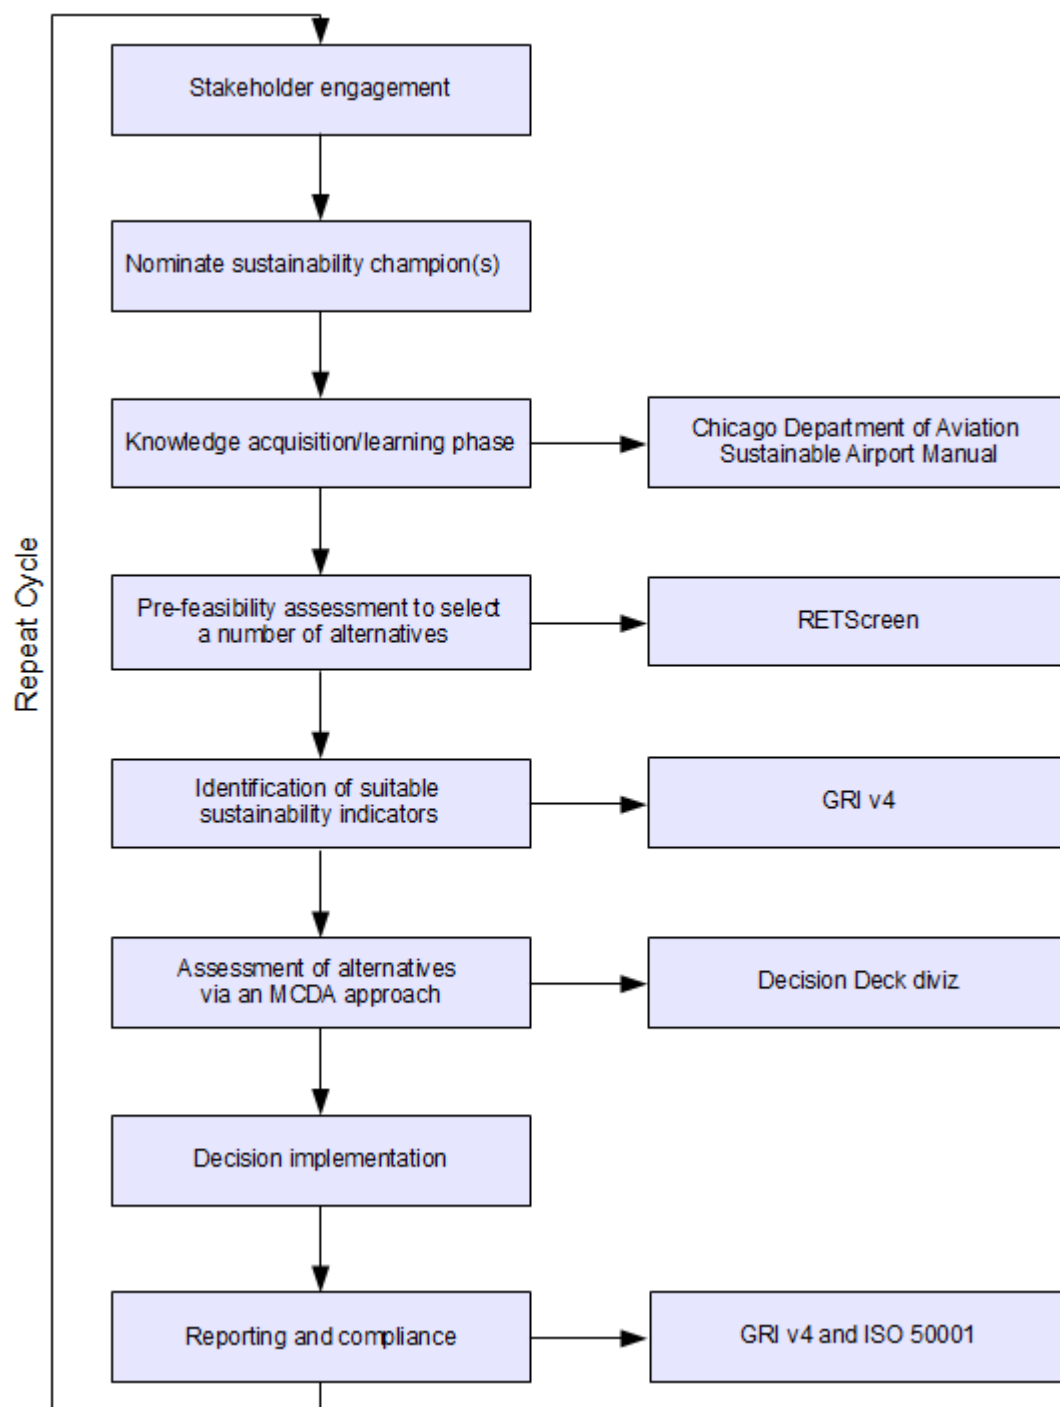 Stakeholder engagement
Nominate sustainability champion(s)
Knowledge acquisition/learning phase
Chicago Department of Aviation
Sustainable Airport Manual
Pre-feasibility assessment to select
a number of alternatives
RETScreen
Repeat Cycle
Identification of suitable
sustainability indicators
GRI v4
Assessment of alternatives
via an MCDA approach
Decision Deck diviz
Decision implementation
Reporting and compliance
GRI v4 and ISO 50001